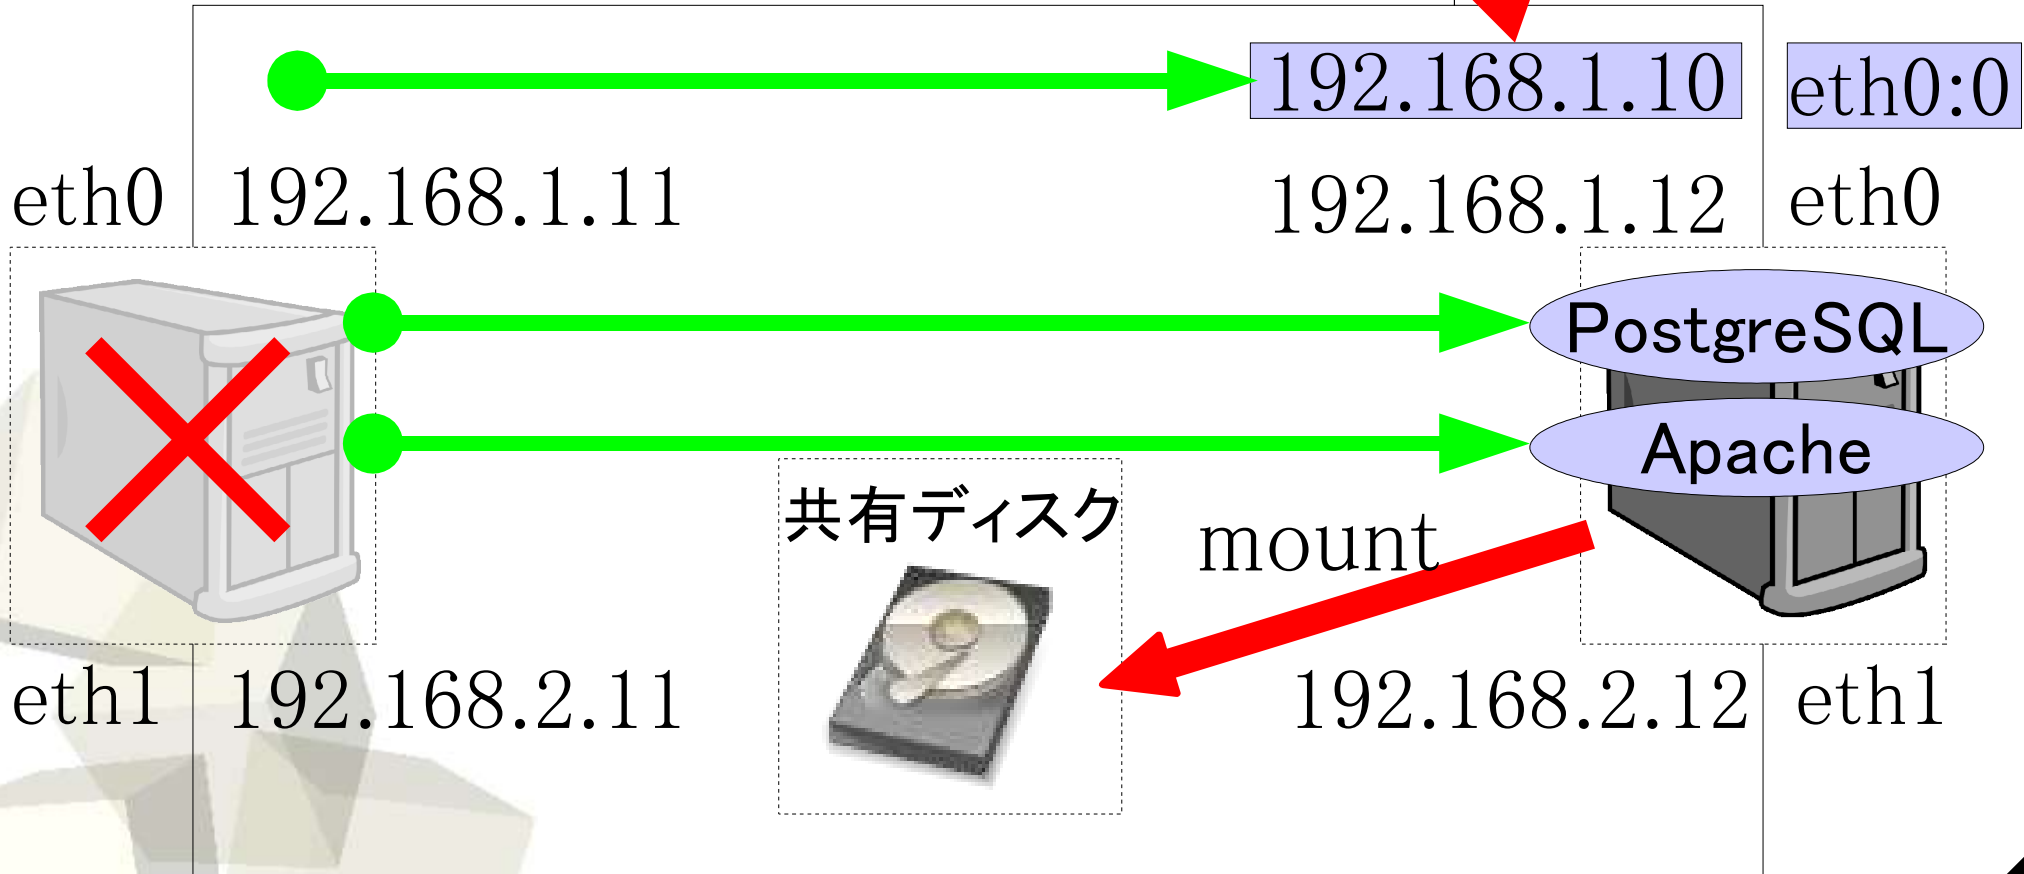 192.168.1.10 eth0:0
eth0 192.168.1.11 192.168.1.12 eth0
PostgreSQL
Apache
共有ディスク
mount
eth1 192.168.2.11 192.168.2.12 eth1